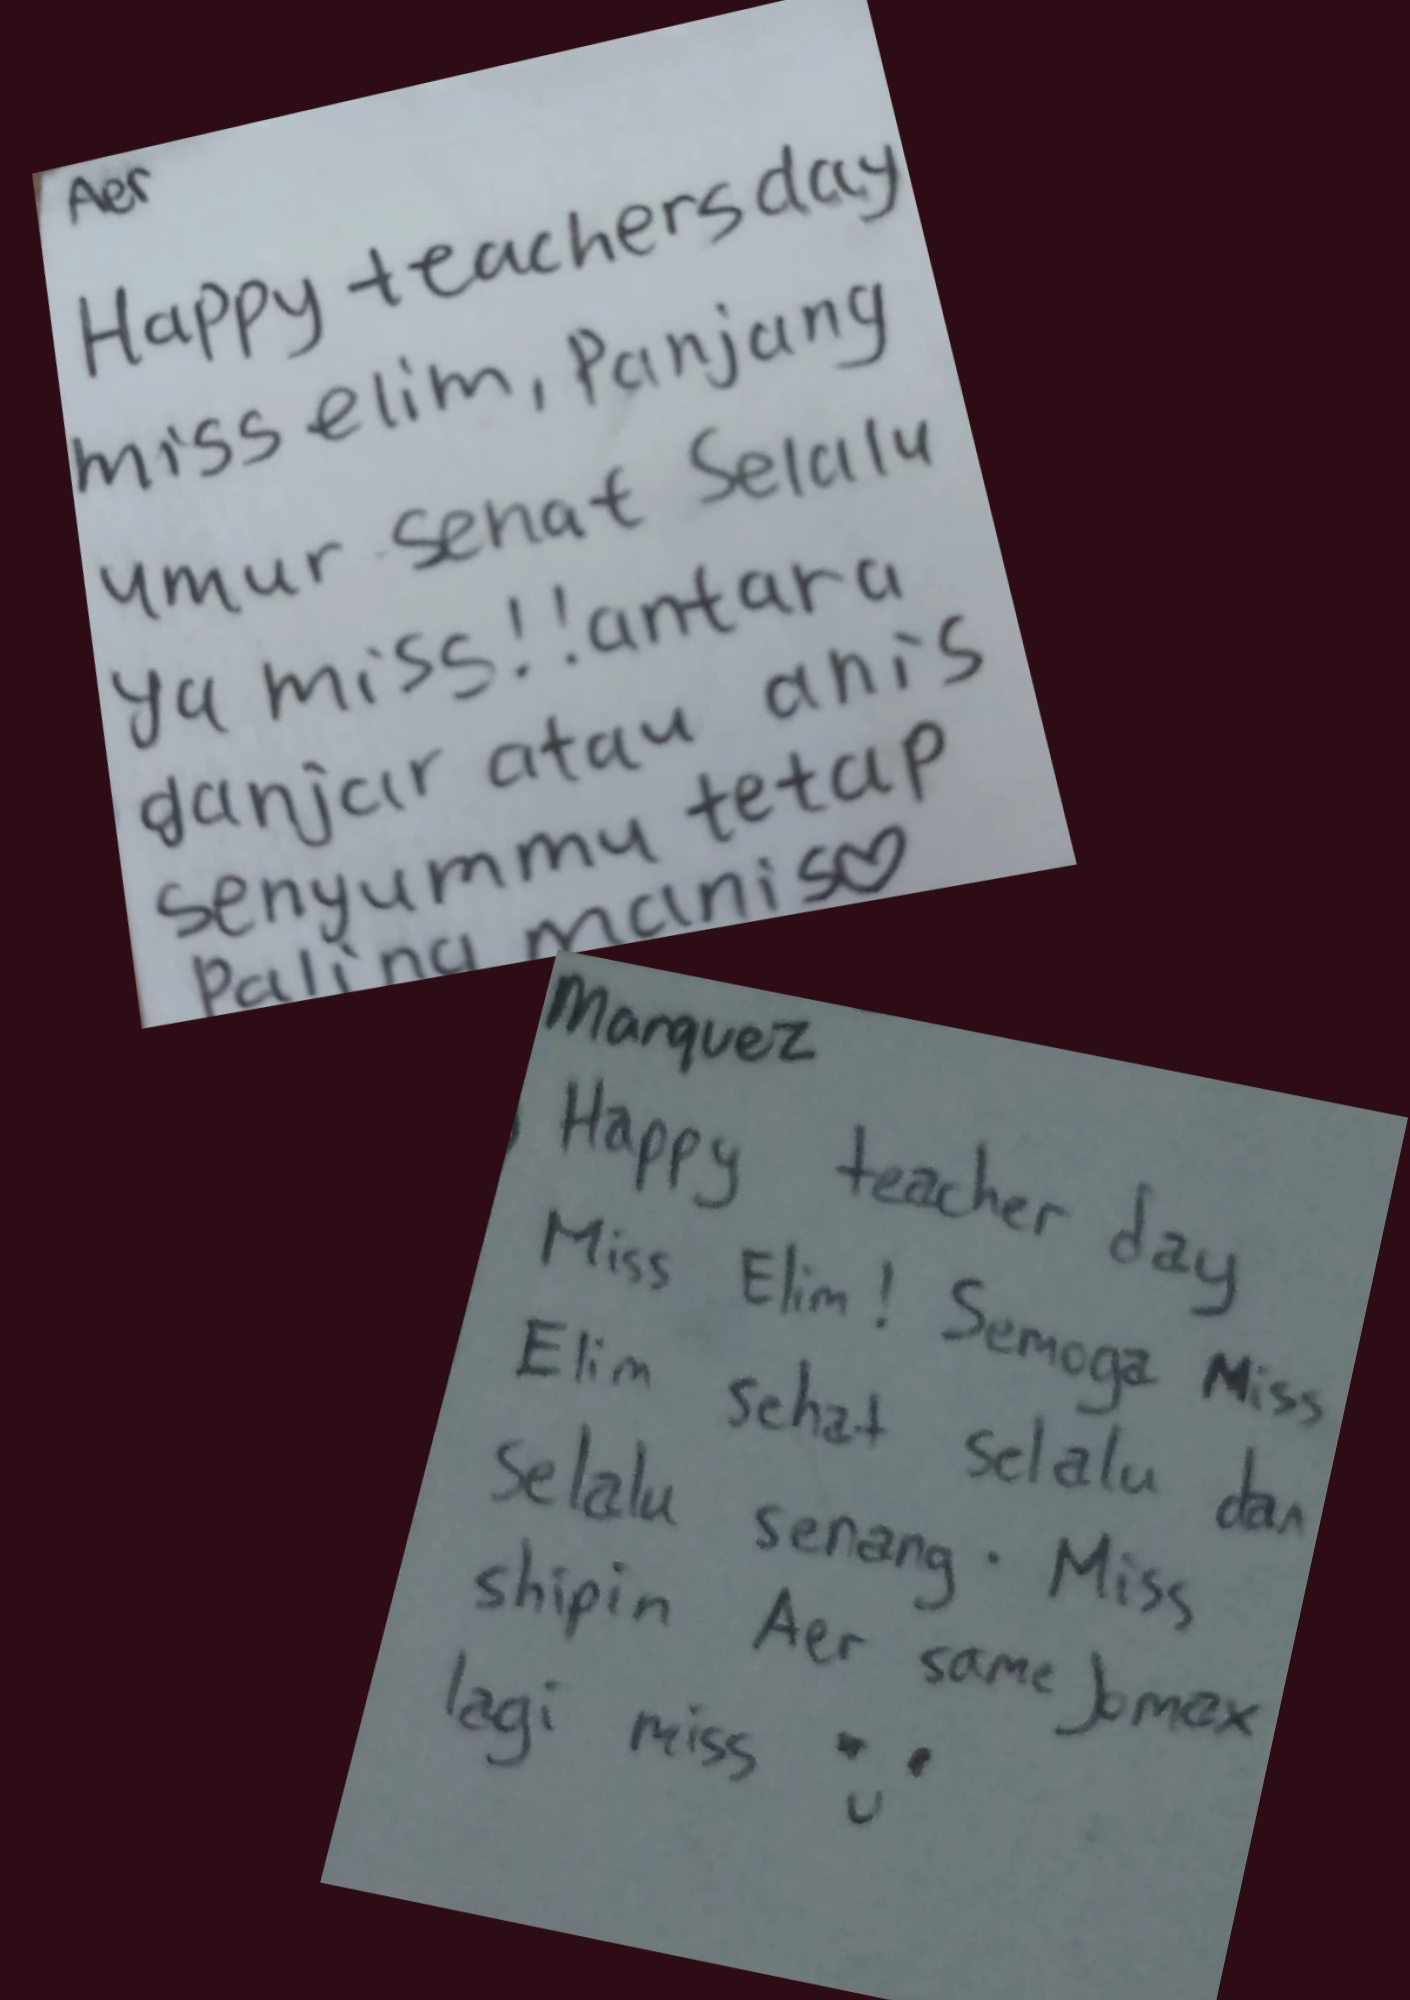 Aer
Happy teachers day
miss elim, Panjang
umur sehat Selalu
ya miss!! antara
ganjar atau anis
senyummu tetap
Paling manis♡
Marquez
Happy teacher day
Miss Elim! Semoga Miss
Elim sehat selalu dan
selalu senang. Miss
shipin Aer same Jomax
lagi miss